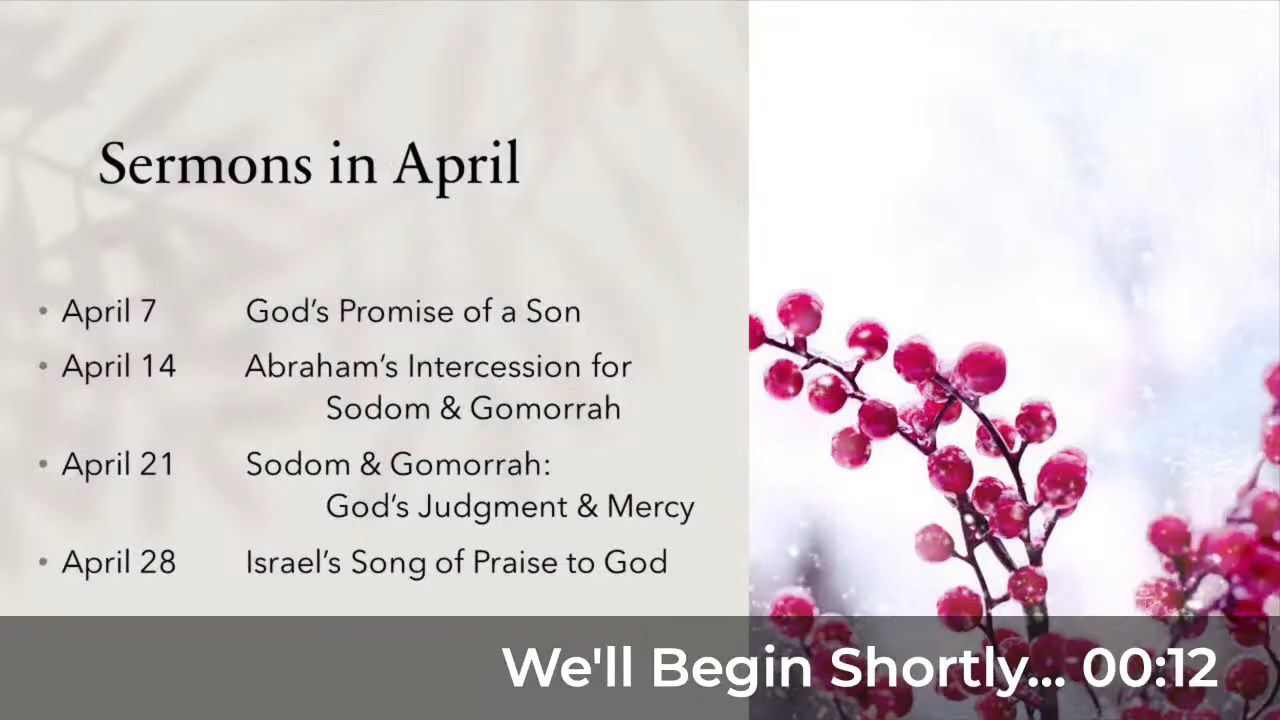 Sermons in April
• April 7 God’s Promise of a Son
• April 14 Abraham’s Intercession for
Sodom & Gomorrah
• April 21 Sodom & Gomorrah:
God’s Judgment & Mercy
• April 28 Israel’s Song of Praise to God
We'll Begin Shortly... 00:12